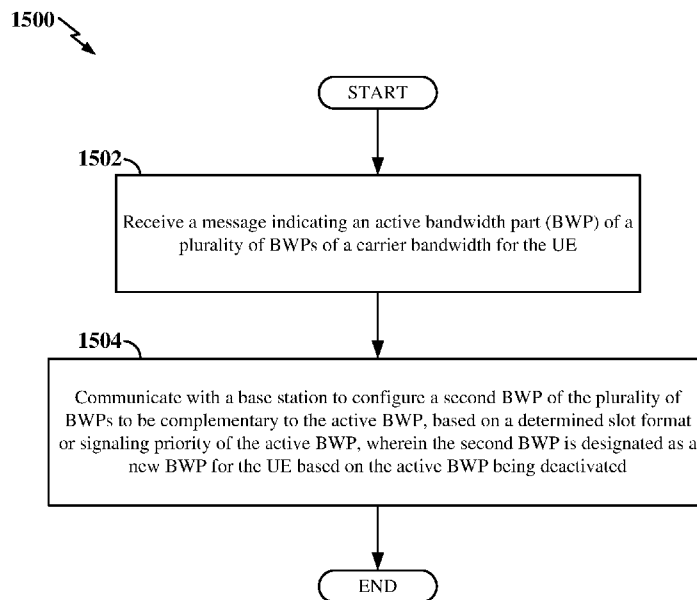 1500
START
1502
Receive a message indicating an active bandwidth part (BWP) of a
plurality of BWPs of a carrier bandwidth for the UE
1504
Communicate with a base station to configure a second BWP of the plurality of
BWPs to be complementary to the active BWP, based on a determined slot format
or signaling priority of the active BWP, wherein the second BWP is designated as a
new BWP for the UE based on the active BWP being deactivated
END